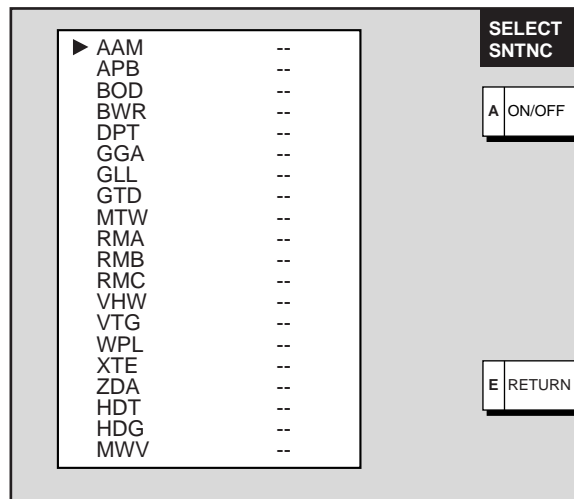 SELECT
SNTNC
▶ AAM --
APB --
BOD --
BWR --
DPT --
GGA --
GLL --
GTD --
MTW --
RMA --
RMB --
RMC --
VHW --
VTG --
WPL --
XTE --
ZDA --
HDT --
HDG --
MWV --
A ON/OFF
E RETURN